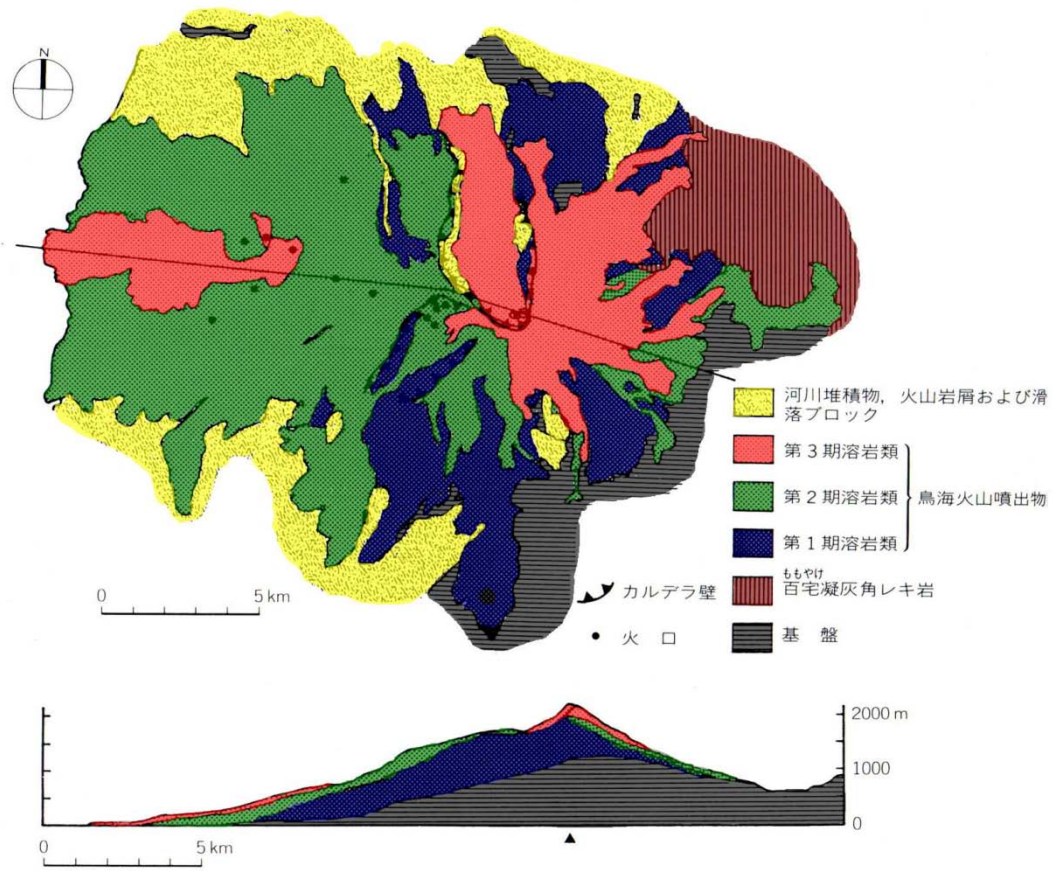 N
河川堆積物，火山岩屑および滑
落ブロック
第3期溶岩類
第2期溶岩類
鳥海火山噴出物
第1期溶岩類
ももやけ
百宅凝灰角レキ岩
カルデラ壁
火 口
基 盤
0 5 km
2000 m
1000
0
0 5 km